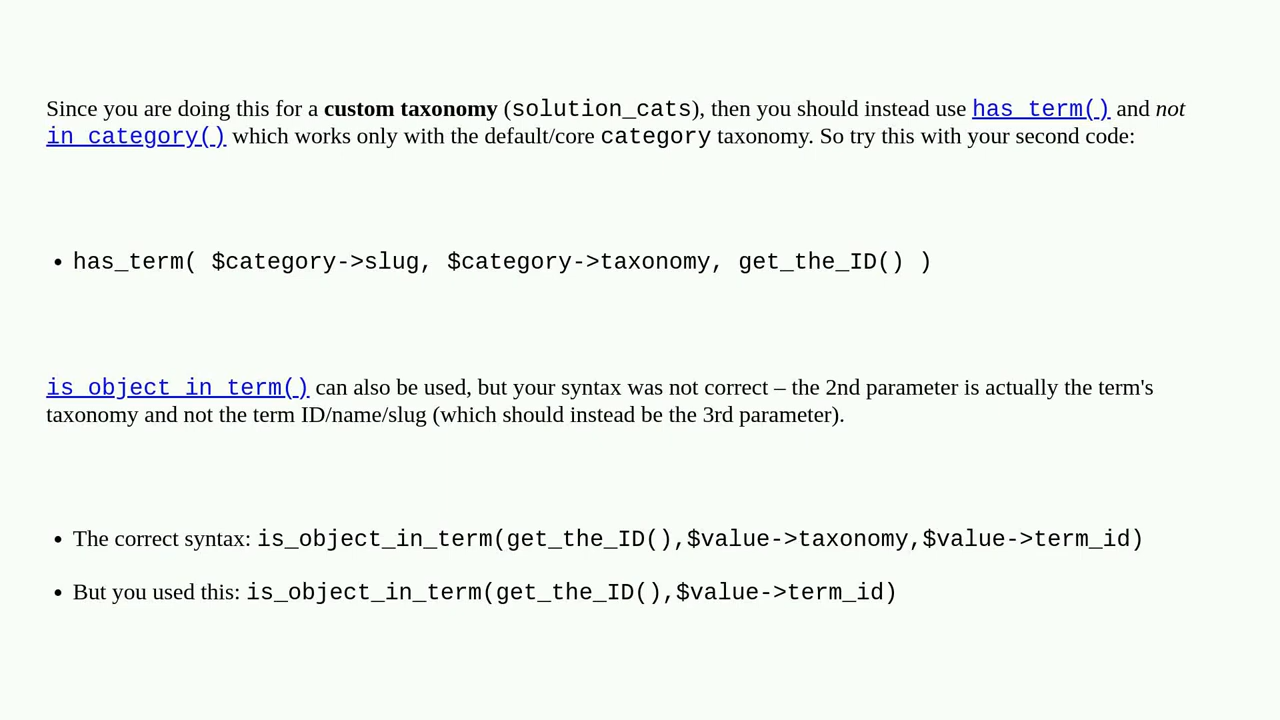 Since you are doing this for a custom taxonomy (solution_cats), then you should instead use has_term() and not
in_category() which works only with the default/core category taxonomy. So try this with your second code:
• has_term( $category->slug, $category->taxonomy, get_the_ID() )
is_object_in_term() can also be used, but your syntax was not correct – the 2nd parameter is actually the term's
taxonomy and not the term ID/name/slug (which should instead be the 3rd parameter).
• The correct syntax: is_object_in_term(get_the_ID(),$value->taxonomy,$value->term_id)
• But you used this: is_object_in_term(get_the_ID(),$value->term_id)